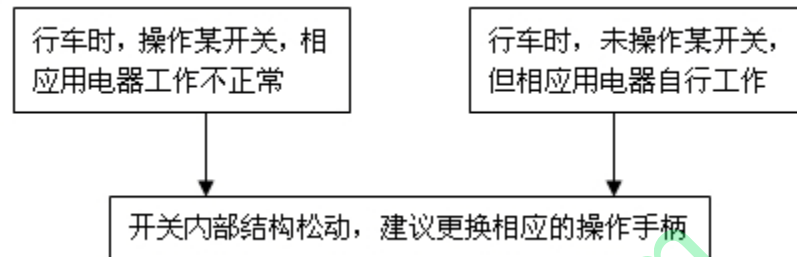 行车时，操作某开关，相
应用电器工作不正常
行车时，未操作某开关，
但相应用电器自行工作
开关内部结构松动，建议更换相应的操作手柄